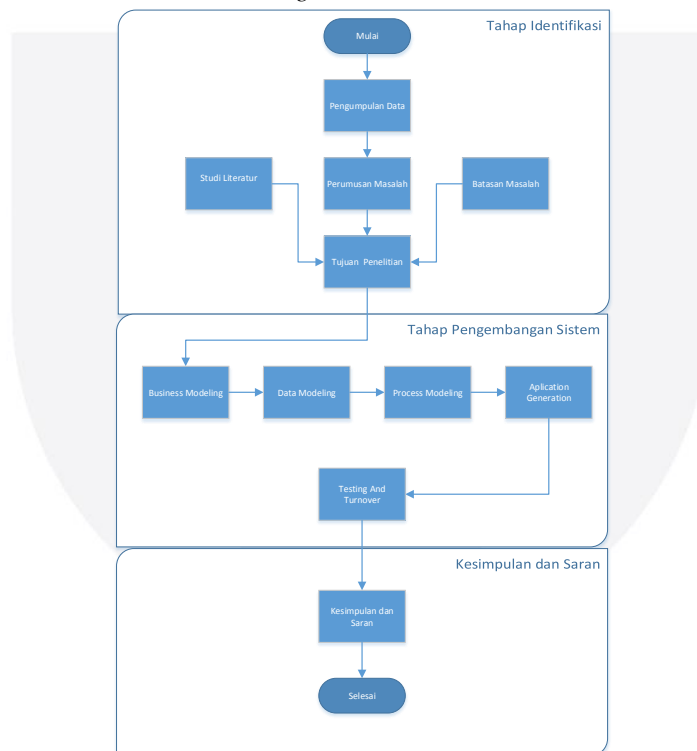 Tahap Identifikasi
Mulai
Pengumpulan Data
Studi Literatur
Perumusan Masalah
Batasan Masalah
Tujuan Penelitian
Tahap Pengembangan Sistem
Business Modeling
Data Modeling
Process Modeling
Aplication
Generation
Testing And
Turnover
Kesimpulan dan Saran
Kesimpulan dan
Saran
Selesai